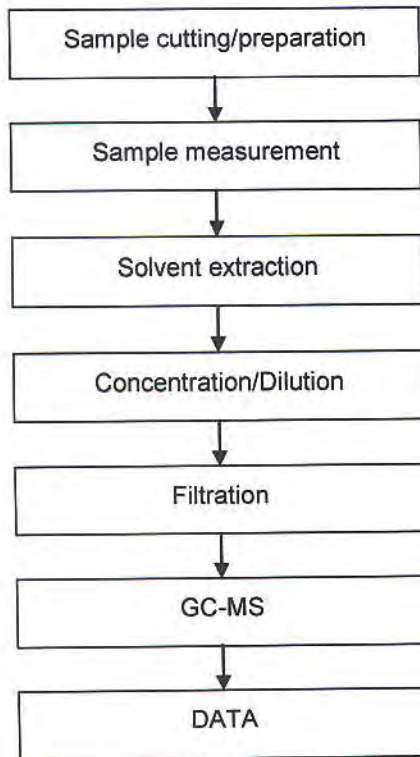 Sample cutting/preparation
Sample measurement
Solvent extraction
Concentration/Dilution
Filtration
GC-MS
DATA